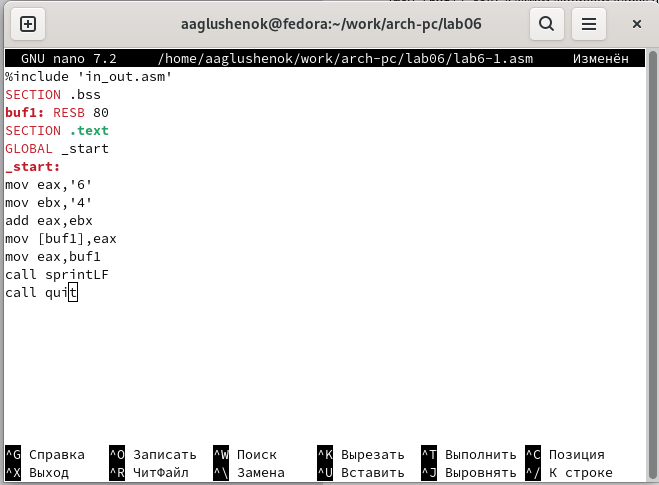 aaglushenok@fedora:~/work/arch-pc/lab06
GNU nano 7.2 /home/aaglushenok/work/arch-pc/lab06/lab6-1.asm Изменён
%include 'in_out.asm'
SECTION .bss
buf1: RESB 80
SECTION .text
GLOBAL _start
_start:
mov eax,'6'
mov ebx,'4'
add eax,ebx
mov [buf1],eax
mov eax,buf1
call sprintLF
call quit
^G Справка ^O Записать ^W Поиск ^K Вырезать ^T Выполнить ^C Позиция
^X Выход ^R ЧитФайл ^\ Замена ^U Вставить ^J Выровнять ^/ К строке